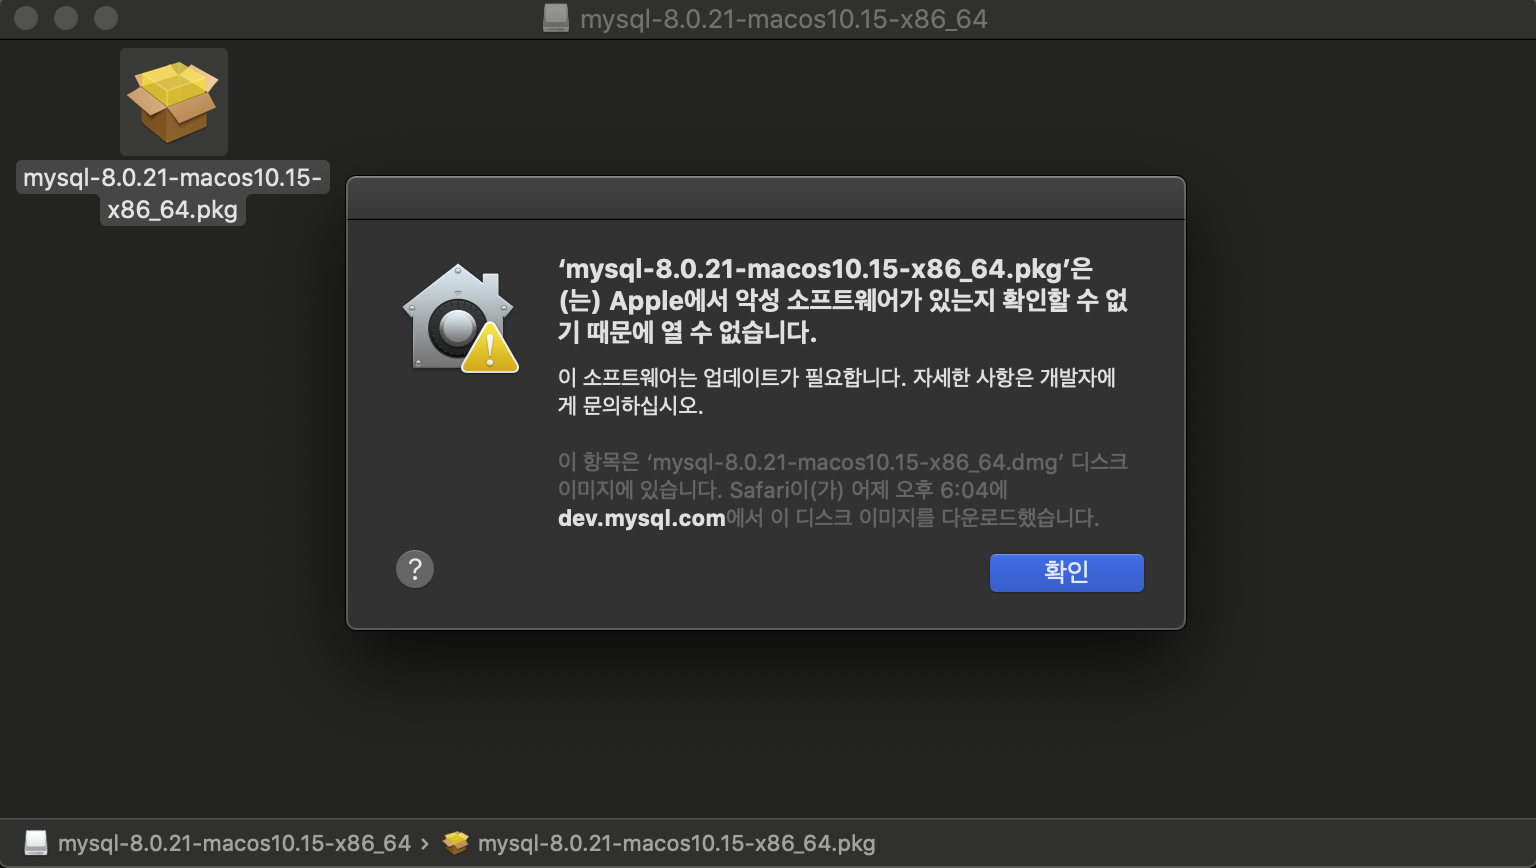 mysql-8.0.21-macos10.15-x86_64
mysql-8.0.21-macos10.15-
x86_64.pkg
‘mysql-8.0.21-macos10.15-x86_64.pkg’은
(는) Apple에서 악성 소프트웨어가 있는지 확인할 수 없
기 때문에 열 수 없습니다.
이 소프트웨어는 업데이트가 필요합니다. 자세한 사항은 개발자에
게 문의하십시오.
이 항목은 ‘mysql-8.0.21-macos10.15-x86_64.dmg’ 디스크
이미지에 있습니다. Safari이(가) 어제 오후 6:04에
dev.mysql.com에서 이 디스크 이미지를 다운로드했습니다.
?
확인
mysql-8.0.21-macos10.15-x86_64 › mysql-8.0.21-macos10.15-x86_64.pkg